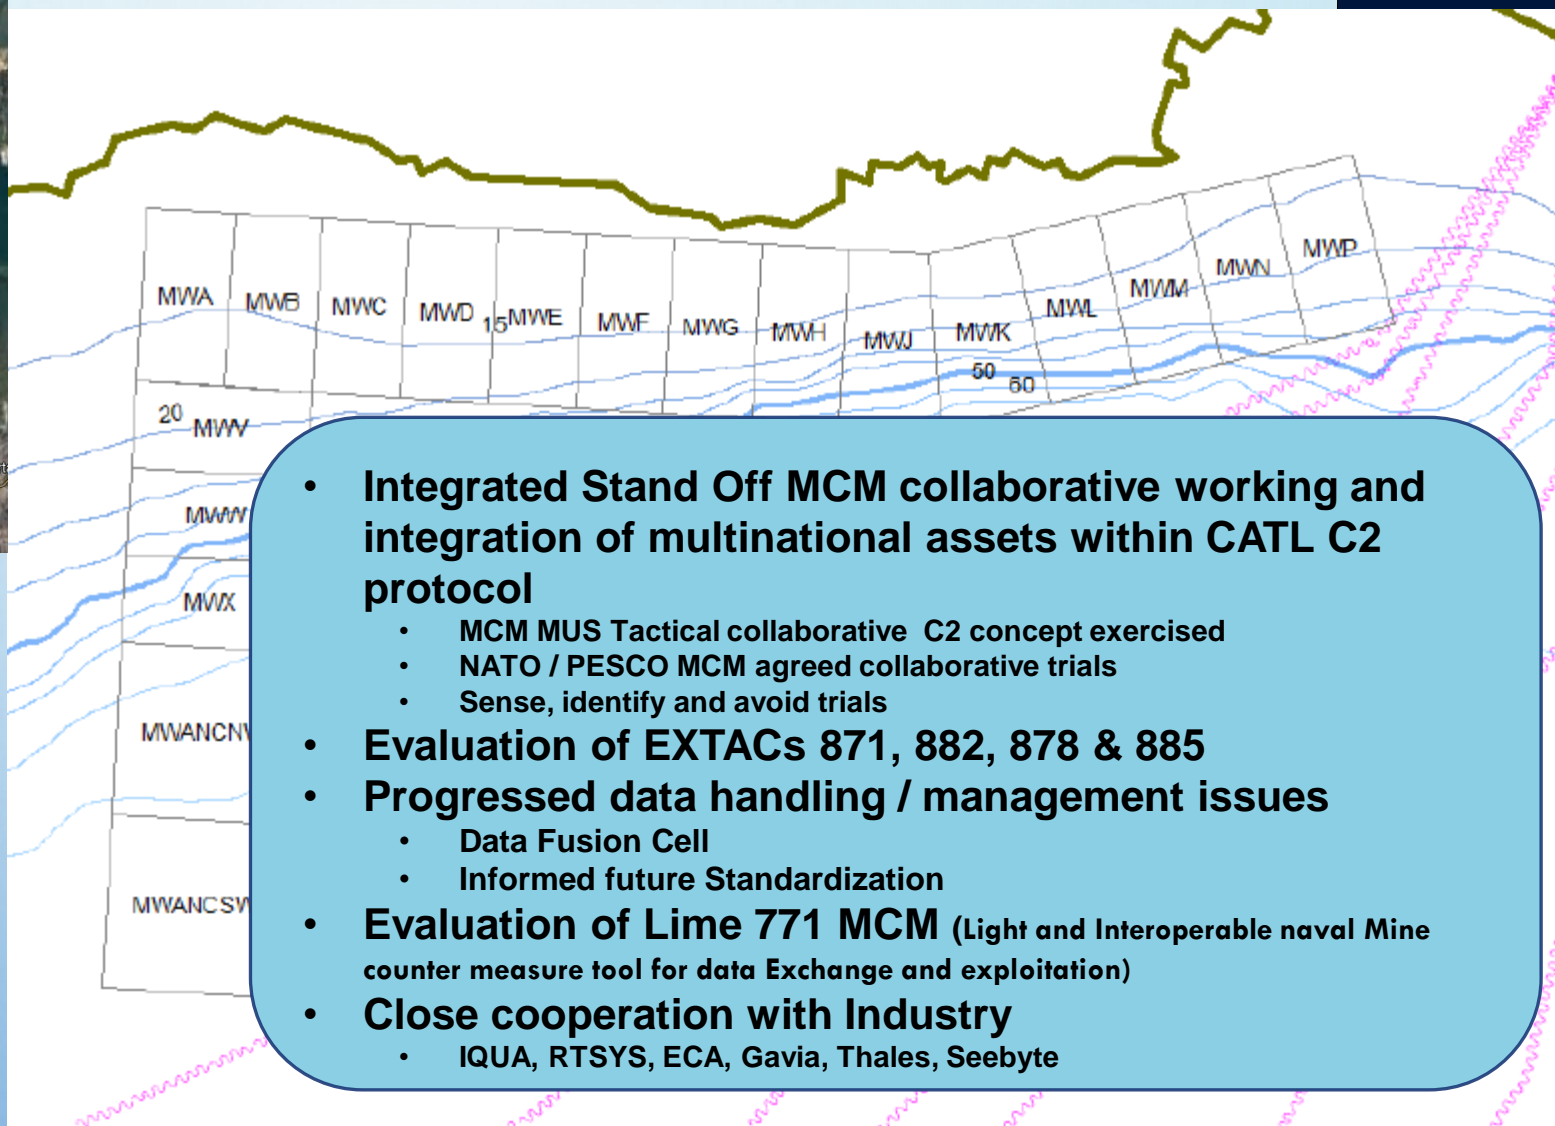 MWA
MWB
MWC
MWD
15
MWE
MWF
MWG
MWH
MWJ
MWK
MWL
MWM
MWN
MWP
50
60
20
MWV
MWW
MWX
• Integrated Stand Off MCM collaborative working and
integration of multinational assets within CATL C2
protocol
• MCM MUS Tactical collaborative C2 concept exercised
• NATO / PESCO MCM agreed collaborative trials
• Sense, identify and avoid trials
• Evaluation of EXTACs 871, 882, 878 & 885
• Progressed data handling / management issues
• Data Fusion Cell
• Informed future Standardization
• Evaluation of Lime 771 MCM (Light and Interoperable naval Mine
counter measure tool for data Exchange and exploitation)
• Close cooperation with Industry
• IQUA, RTSYS, ECA, Gavia, Thales, Seebyte